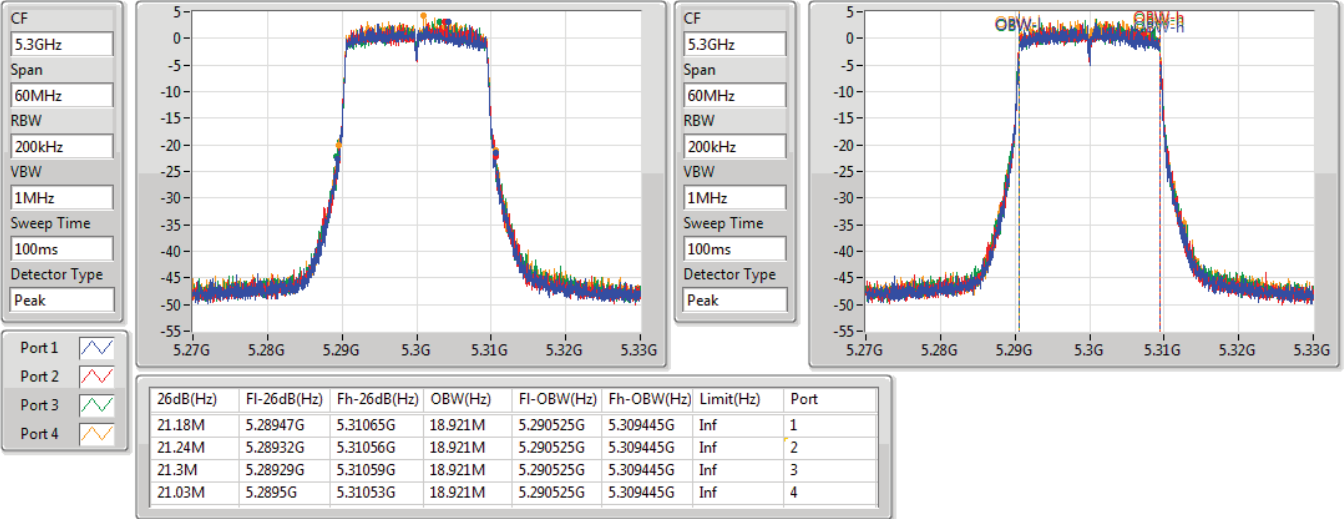 CF
5.3GHz
Span
60MHz
RBW
200kHz
VBW
1MHz
Sweep Time
100ms
Detector Type
Peak
5
0
-5
-10
-15
-20
-25
-30
-35
-40
-45
-50
-55
5.27G 5.28G 5.29G 5.3G 5.31G 5.32G 5.33G
CF
5.3GHz
Span
60MHz
RBW
200kHz
VBW
1MHz
Sweep Time
100ms
Detector Type
Peak
OBW-l OBW-h
5
0
-5
-10
-15
-20
-25
-30
-35
-40
-45
-50
-55
5.27G 5.28G 5.29G 5.3G 5.31G 5.32G 5.33G
Port 1
Port 2
Port 3
Port 4
26dB(Hz) Fl-26dB(Hz) Fh-26dB(Hz) OBW(Hz) Fl-OBW(Hz) Fh-OBW(Hz) Limit(Hz) Port
21.18M 5.28947G 5.31065G 18.921M 5.290525G 5.309445G Inf 1
21.24M 5.28932G 5.31056G 18.921M 5.290525G 5.309445G Inf 2
21.3M 5.28929G 5.31059G 18.921M 5.290525G 5.309445G Inf 3
21.03M 5.2895G 5.31053G 18.921M 5.290525G 5.309445G Inf 4